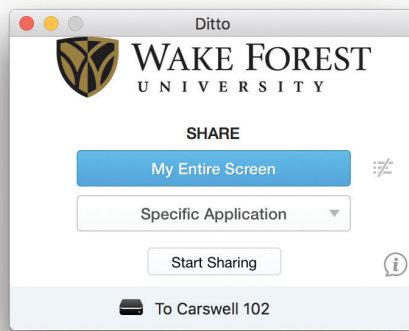 Ditto
WAKE FOREST
UNIVERSITY
SHARE
My Entire Screen
Specific Application
Start Sharing
To Carswell 102